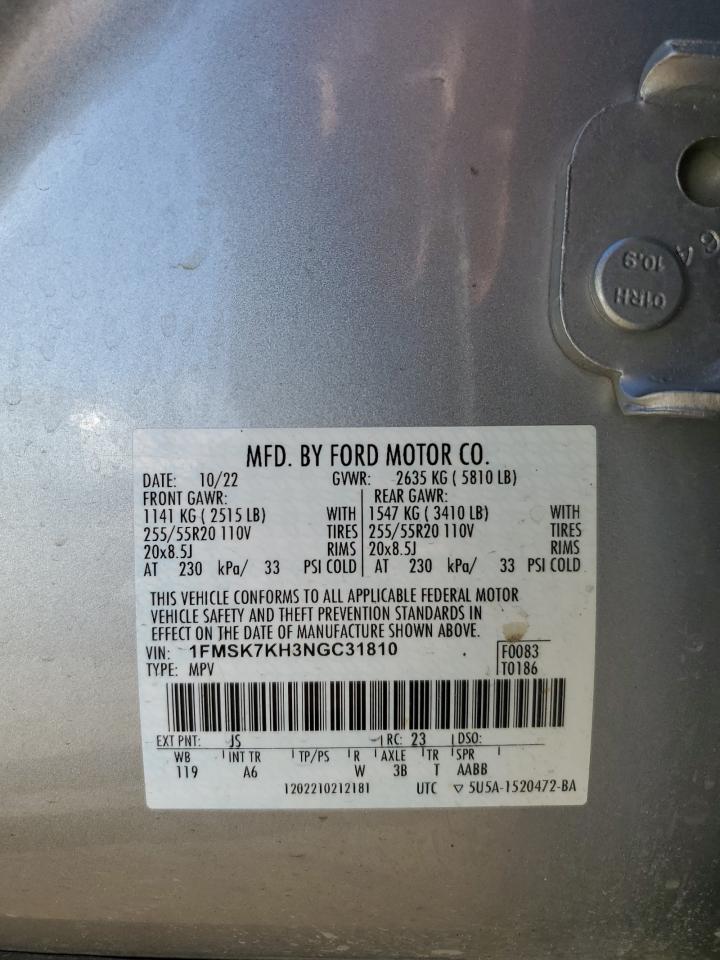 6 A
10.9
01RH
MFD. BY FORD MOTOR CO.
DATE: 10/22 GVWR: 2635 KG ( 5810 LB)
FRONT GAWR: REAR GAWR:
1141 KG ( 2515 LB) WITH 1547 KG ( 3410 LB) WITH
255/55R20 110V TIRES 255/55R20 110V TIRES
20x8.5J RIMS 20x8.5J RIMS
AT 230 kPa/ 33 PSI COLD AT 230 kPa/ 33 PSI COLD
THIS VEHICLE CONFORMS TO ALL APPLICABLE FEDERAL MOTOR
VEHICLE SAFETY AND THEFT PREVENTION STANDARDS IN
EFFECT ON THE DATE OF MANUFACTURE SHOWN ABOVE.
VIN: 1FMSK7KH3NGC31810 F0083
TYPE: MPV T0186
EXT PNT: JS RC: 23 DSO:
WB INT TR TP/PS R AXLE TR SPR
119 A6 W 3B T AABB
1202210212181 UTC ▽ 5U5A-1520472-BA